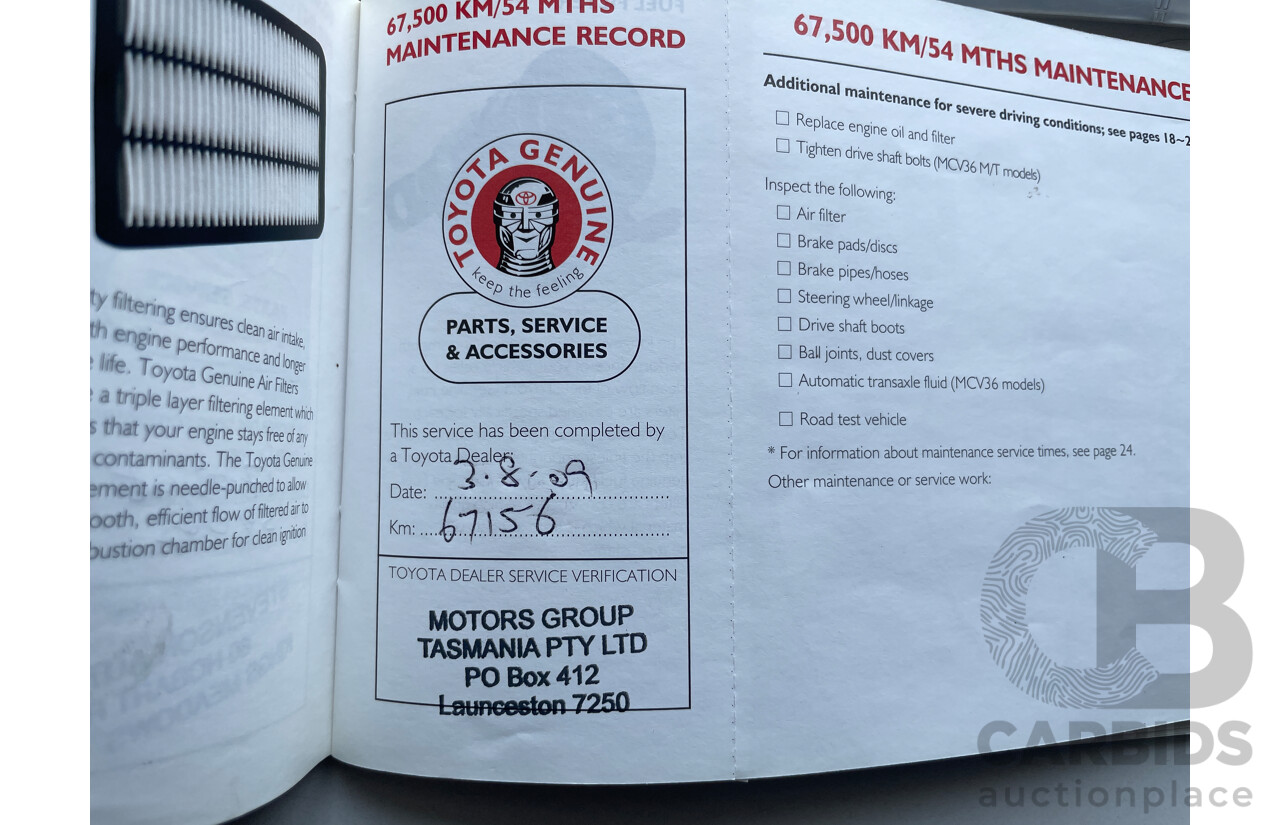 ty filtering ensures clean air intake,
th engine performance and longer
life. Toyota Genuine Air Filters
a triple layer filtering element which
s that your engine stays free of any
contaminants. The Toyota Genuine
ement is needle-punched to allow
ooth, efficient flow of filtered air to
bustion chamber for clean ignition
67,500 KM/54 MTHS
MAINTENANCE RECORD
TOYOTA GENUINE
keep the feeling
PARTS, SERVICE
& ACCESSORIES
This service has been completed by
a Toyota Dealer:
Date: 3.8.09
Km: 67156
TOYOTA DEALER SERVICE VERIFICATION
MOTORS GROUP
TASMANIA PTY LTD
PO Box 412
Launceston 7250
67,500 KM/54 MTHS MAINTENANCE
Additional maintenance for severe driving conditions; see pages 18~2
Replace engine oil and filter
Tighten drive shaft bolts (MCV36 M/T models)
Inspect the following:
Air filter
Brake pads/discs
Brake pipes/hoses
Steering wheel/linkage
Drive shaft boots
Ball joints, dust covers
Automatic transaxle fluid (MCV36 models)
Road test vehicle
* For information about maintenance service times, see page 24.
Other maintenance or service work:
CB
CARBIDS
auctionplace